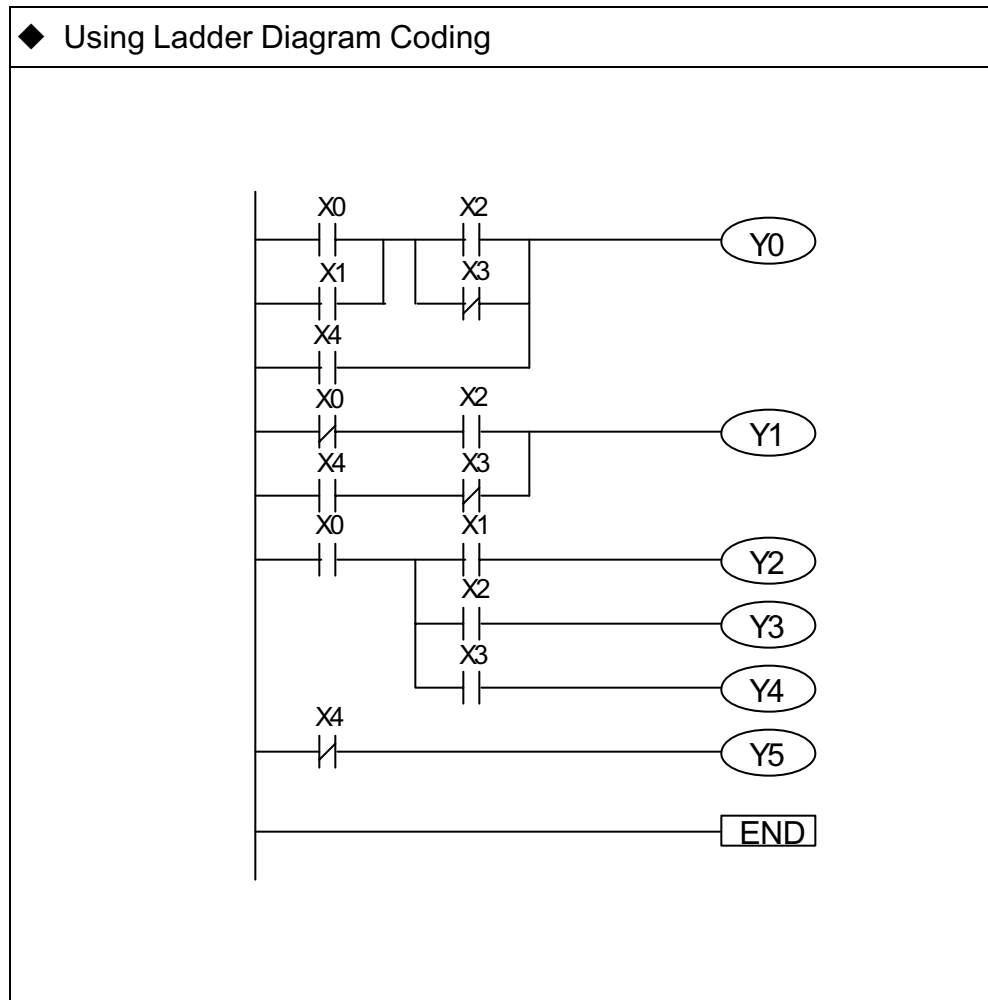 ◆ Using Ladder Diagram Coding
X0 X2
Y0
X1 X3
X4
X0 X2
Y1
X4 X3
X0 X1
Y2
X2
Y3
X3
Y4
X4
Y5
END